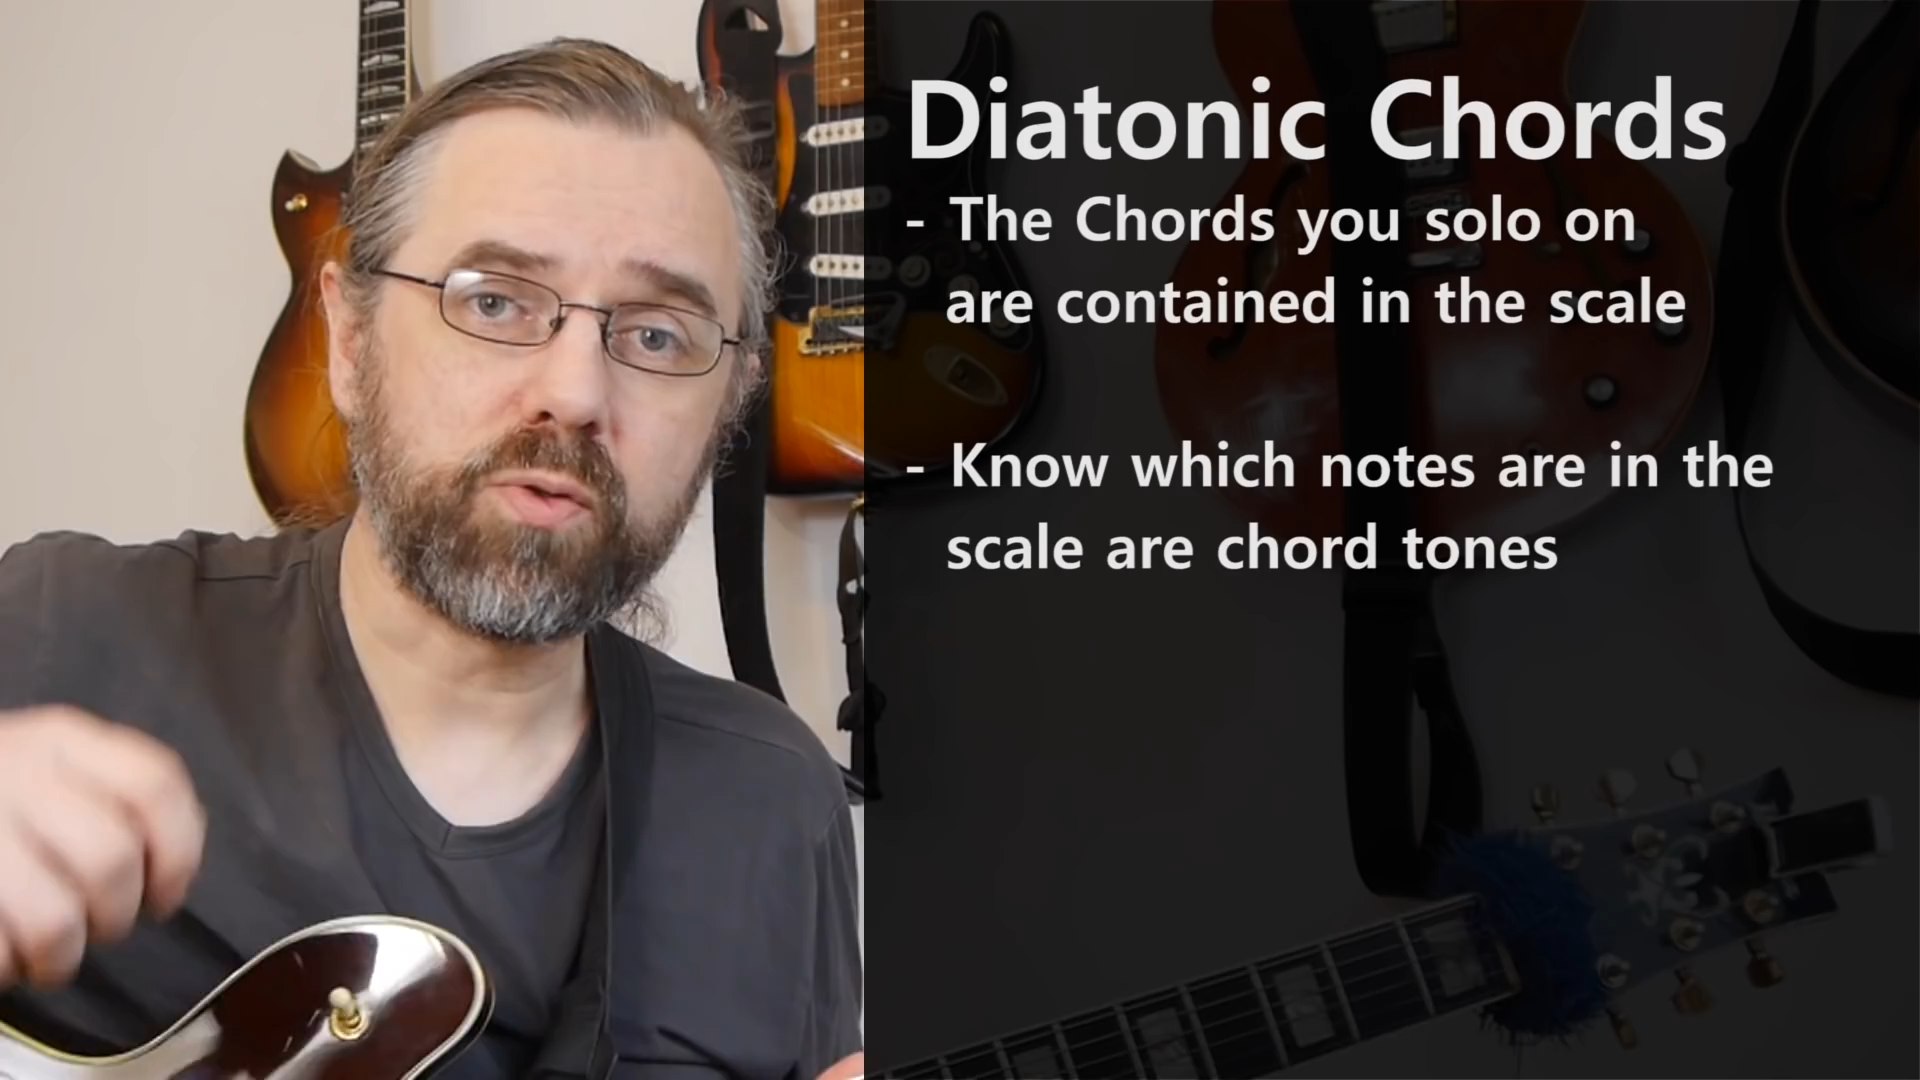 Diatonic Chords
- The Chords you solo on
are contained in the scale
- Know which notes are in the
scale are chord tones